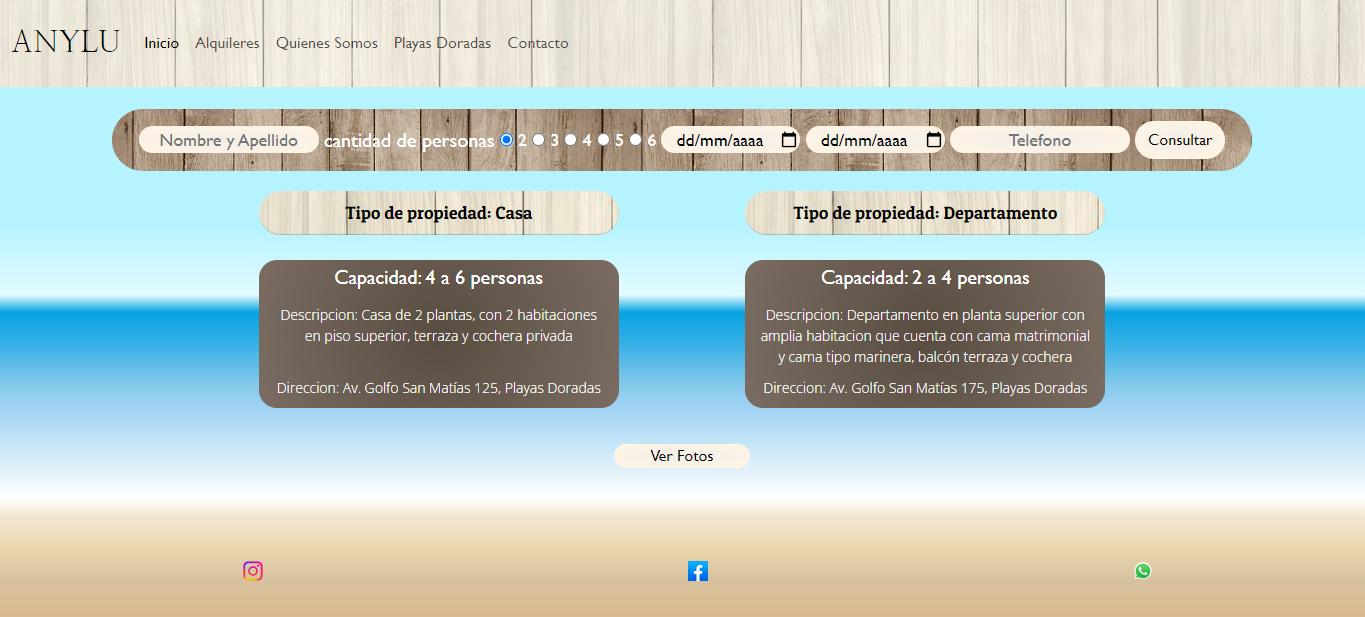 ANYLU Inicio Alquileres Quienes Somos Playas Doradas Contacto
Nombre y Apellido cantidad de personas 2 3 4 5 6 dd/mm/aaaa dd/mm/aaaa Telefono Consultar
Tipo de propiedad: Casa
Capacidad: 4 a 6 personas
Descripcion: Casa de 2 plantas, con 2 habitaciones
en piso superior, terraza y cochera privada
Direccion: Av. Golfo San Matías 125, Playas Doradas
Tipo de propiedad: Departamento
Capacidad: 2 a 4 personas
Descripcion: Departamento en planta superior con
amplia habitacion que cuenta con cama matrimonial
y cama tipo marinera, balcón terraza y cochera
Direccion: Av. Golfo San Matías 175, Playas Doradas
Ver Fotos